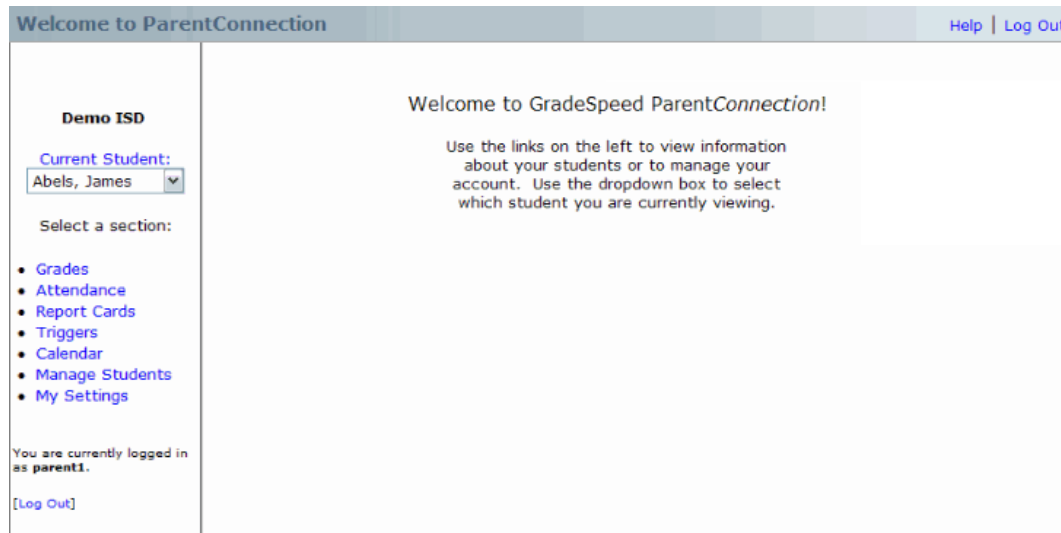 Welcome to ParentConnection
Help | Log Out
Demo ISD
Current Student:
Abels, James
Select a section:
• Grades
• Attendance
• Report Cards
• Triggers
• Calendar
• Manage Students
• My Settings
You are currently logged in
as parent1.
[Log Out]
Welcome to GradeSpeed ParentConnection!
Use the links on the left to view information
about your students or to manage your
account. Use the dropdown box to select
which student you are currently viewing.